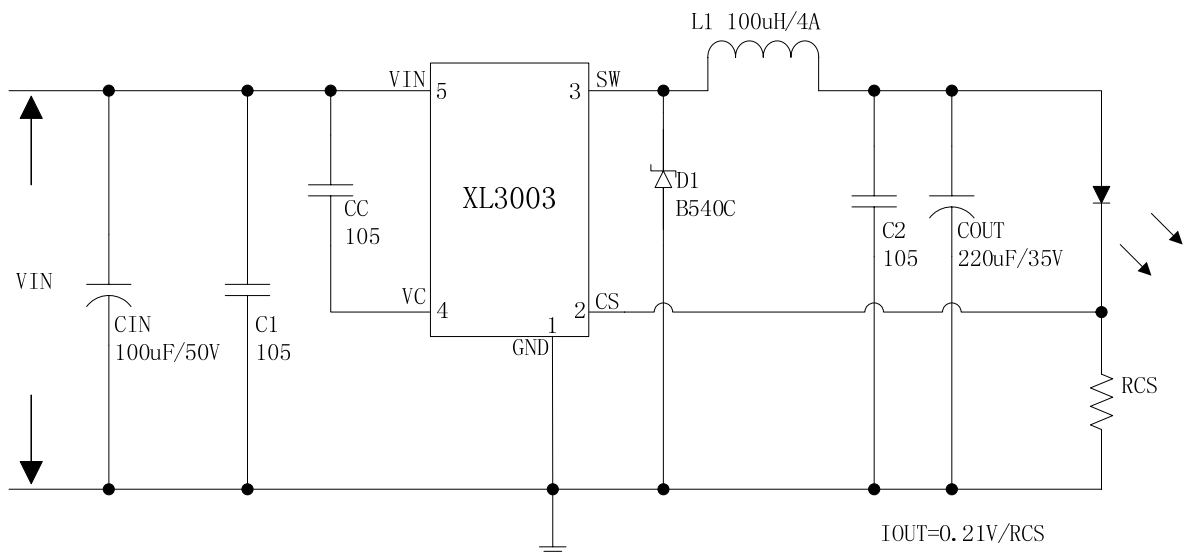 L1 100uH/4A
VIN
5
3
SW
XL3003
CC
105
D1
B540C
C2
105
COUT
220uF/35V
VIN
VC
4
2
CS
1
GND
CIN
100uF/50V
C1
105
RCS
IOUT=0.21V/RCS